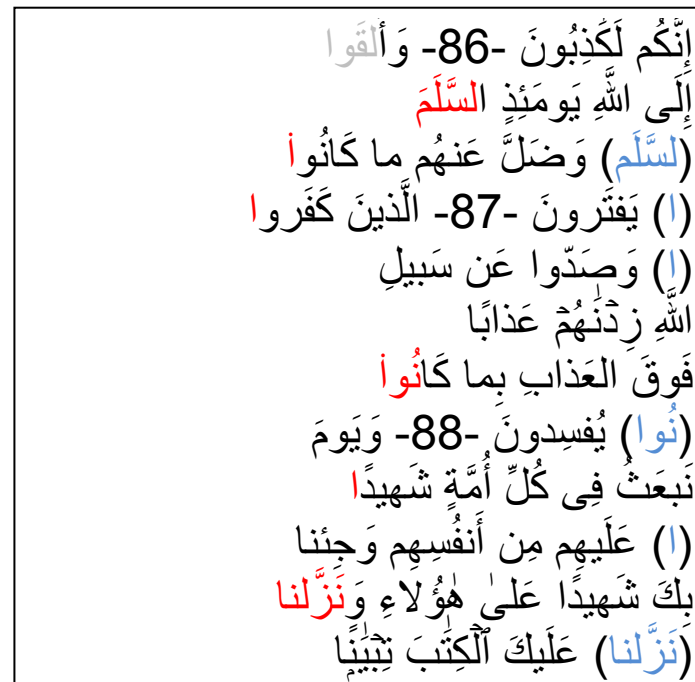 إِنَّكُم لَكَٰذِبُونَ -86- وَأَلقَوا
إِلَى اللَّهِ يَومَئِذٍ السَّلَمَ
(لسَّلَم) وَضَلَّ عَنهُم ما كَانُوا۟
(ا) يَفتَرونَ -87- الَّذينَ كَفَروا
(ا) وَصَدّوا عَن سَبيلِ
اللَّهِ زِدْنَٰهُمْ عَذابًا
فَوقَ العَذابِ بِما كَانُوا۟
(نُوا) يُفسِدونَ -88- وَيَومَ
نَبعَثُ فِى كُلِّ أُمَّةٍ شَهيدًا
(ا) عَلَيهِم مِن أَنفُسِهِم وَجِئنا
بِكَ شَهيدًا عَلىٰ هٰؤُلاءِ وَنَزَّلنا
(نَزَّلنا) عَلَيكَ ٱلْكِتَٰبَ تِبْيَٰنًا